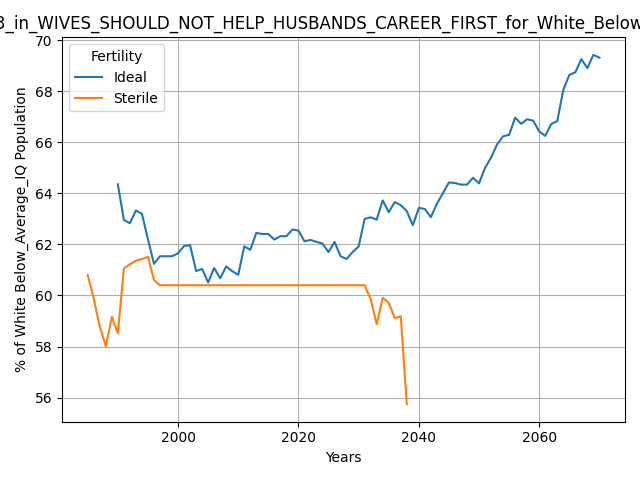 3_in_WIVES_SHOULD_NOT_HELP_HUSBANDS_CAREER_FIRST_for_White_Below
70
68
66
64
62
60
58
56
% of White Below_Average_IQ Population
Fertility
Ideal
Sterile
2000 2020 2040 2060
Years